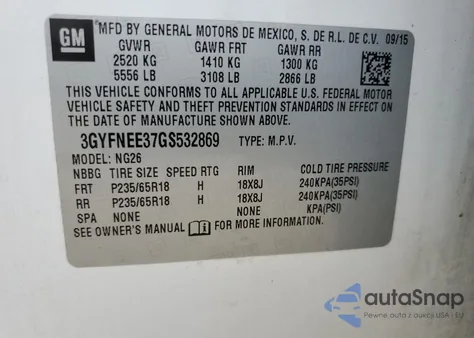 GM
MFD BY GENERAL MOTORS DE MEXICO, S. DE R.L. DE C.V. 09/15
GVWR GAWR FRT GAWR RR
2520 KG 1410 KG 1300 KG
5556 LB 3108 LB 2866 LB
THIS VEHICLE CONFORMS TO ALL APPLICABLE U.S. FEDERAL MOTOR
VEHICLE SAFETY AND THEFT PREVENTION STANDARDS IN EFFECT ON
THE DATE OF MANUFACTURE SHOWN ABOVE.
3GYFNEE37GS532869 TYPE: M.P.V.
MODEL: NG26
NBBG TIRE SIZE SPEED RTG RIM COLD TIRE PRESSURE
FRT P235/65R18 H 18X8J 240KPA(35PSI)
RR P235/65R18 H 18X8J 240KPA(35PSI)
SPA NONE NONE KPA(PSI)
SEE OWNER'S MANUAL FOR MORE INFORMATION.
autoSnap
Pewne auto z USA i EU